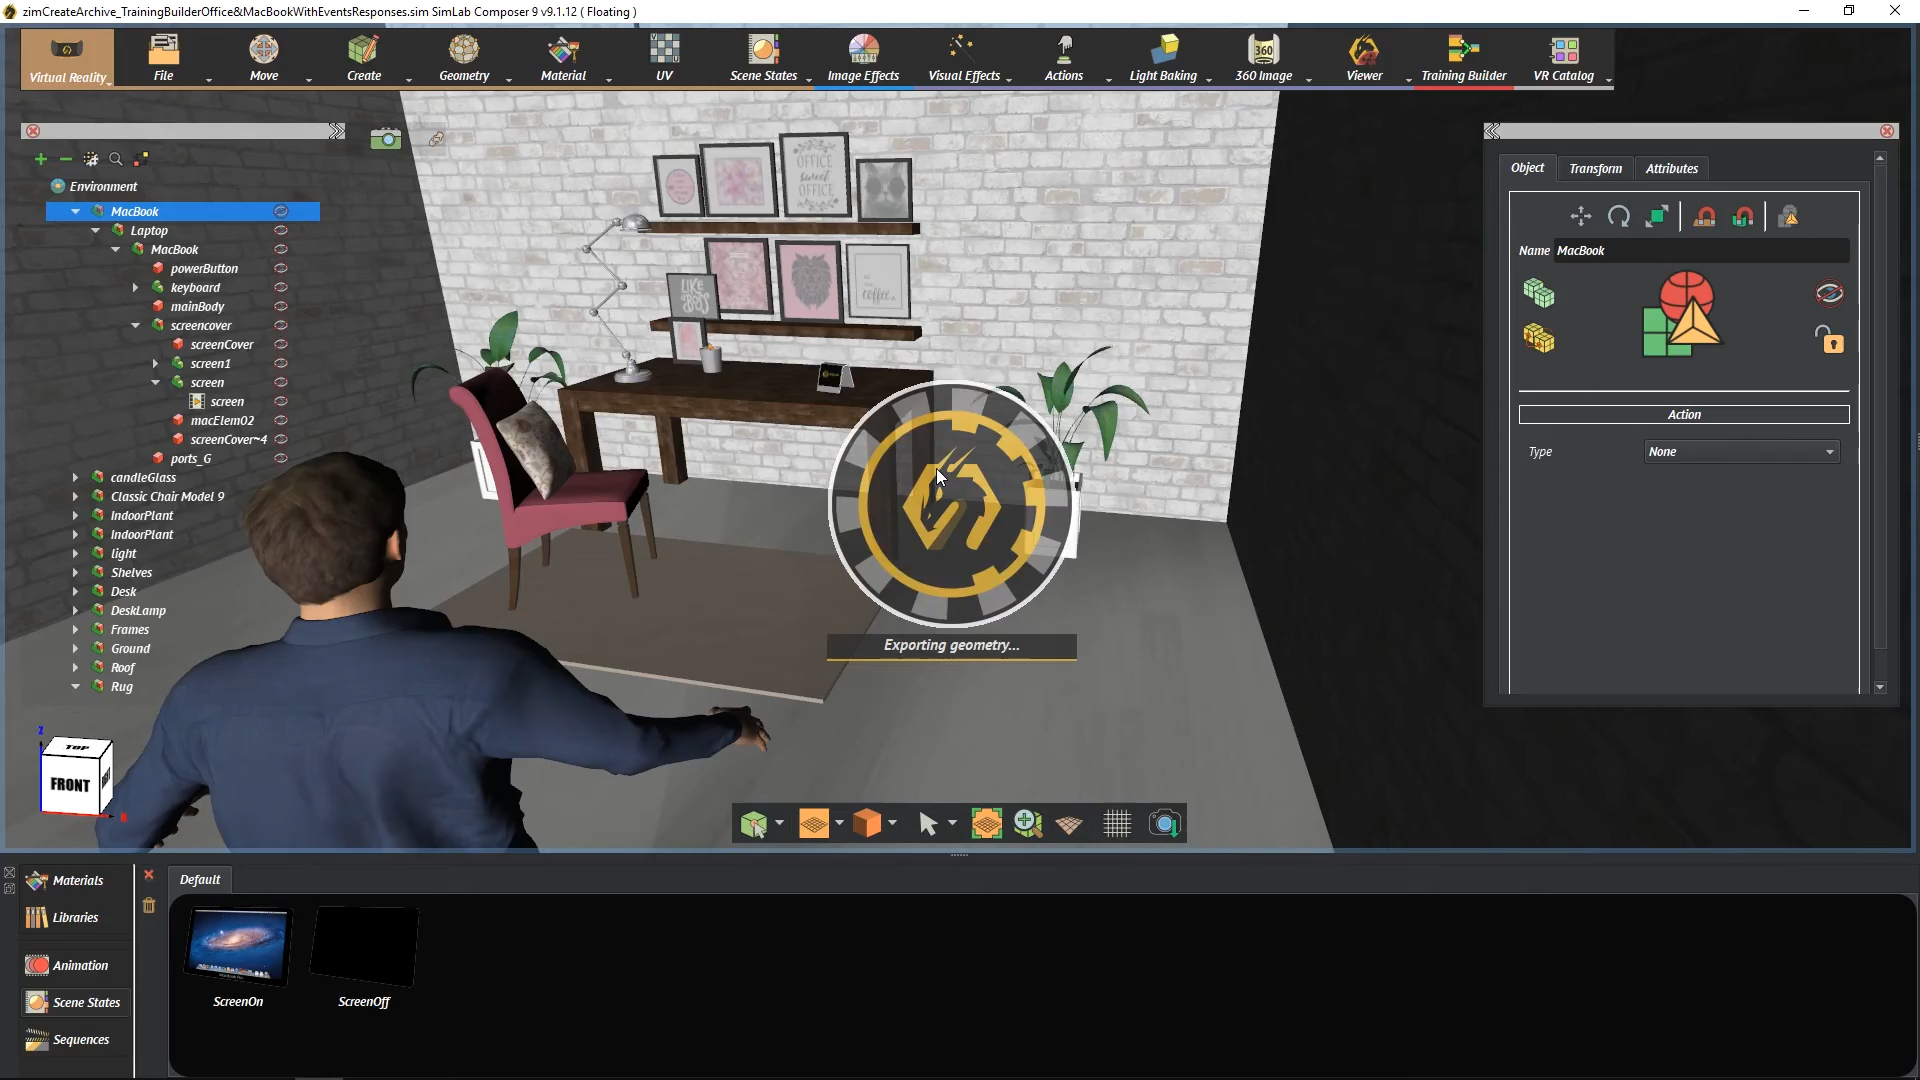 zimCreateArchive_TrainingBuilderOffice&MacBookWithEventsResponses.sim SimLab Composer 9 v9.1.12 ( Floating )
Virtual Reality
File
Move
Create
Geometry
Material
UV
Scene States
Image Effects
Visual Effects
Actions
Light Baking
360
360 Image
Viewer
Training Builder
VR Catalog
Environment
MacBook
Laptop
MacBook
powerButton
keyboard
mainBody
screencover
screenCover
screen1
screen
screen
macElem02
screenCover~4
ports_G
candleGlass
Classic Chair Model 9
IndoorPlant
IndoorPlant
light
Shelves
Desk
DeskLamp
Frames
Ground
Roof
Rug
OFFICE
sweet
OFFICE
LIKE
A
BOSS
coffee
Exporting geometry...
Object
Transform
Attributes
Name MacBook
Action
Type None
Z
TOP
FRONT
Materials
Libraries
Animation
Scene States
Sequences
Default
ScreenOn
ScreenOff